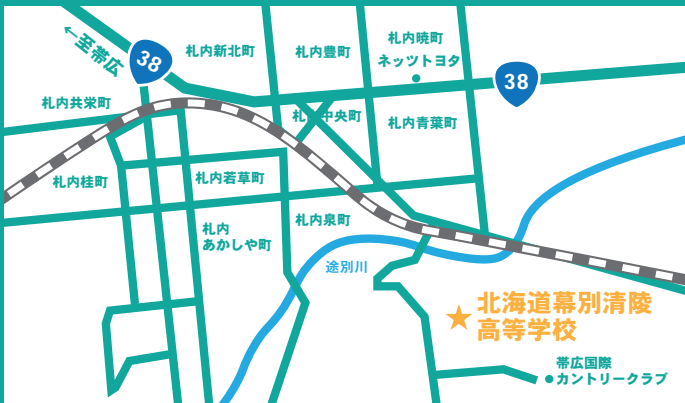 ←至帯広
38
札内新北町
札内豊町
札内暁町
ネッツトヨタ
38
札内共栄町
札内中央町
札内青葉町
札内桂町
札内若草町
札内
あかしや町
札内泉町
途別川
★北海道幕別清陵
高等学校
帯広国際
カントリークラブ